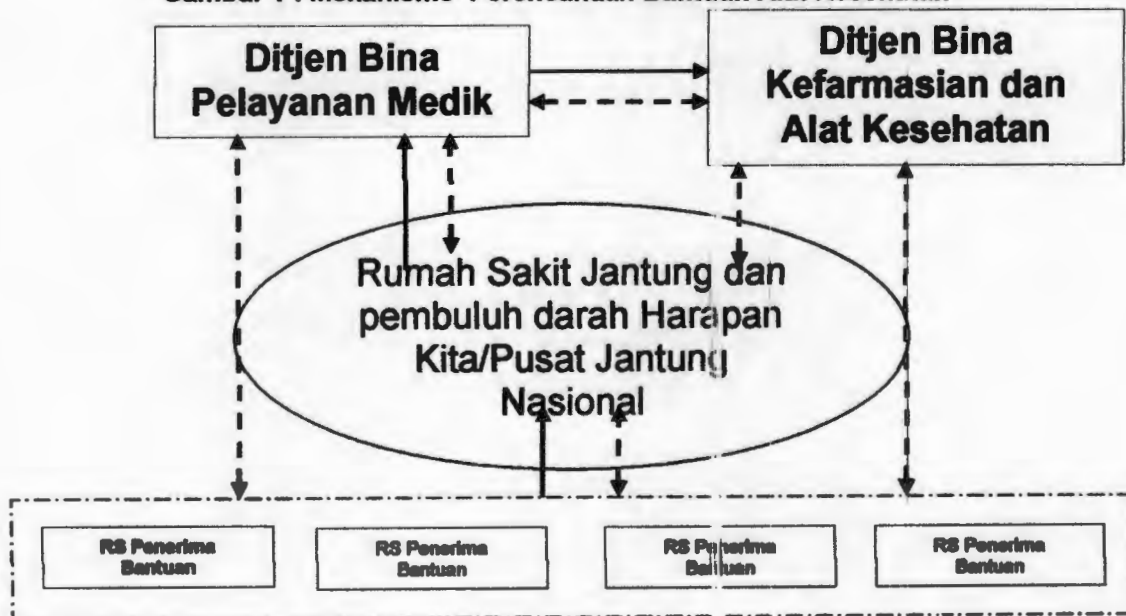 Ditjen Bina
Pelayanan Medik
Ditjen Bina
Kefarmasian dan
Alat Kesehatan
Rumah Sakit Jantung dan
pembuluh darah Harapan
Kita/Pusat Jantung
Nasional
RS Penerima
Bantuan
RS Penerima
Bantuan
RS Penerima
Bantuan
RS Penerima
Bantuan